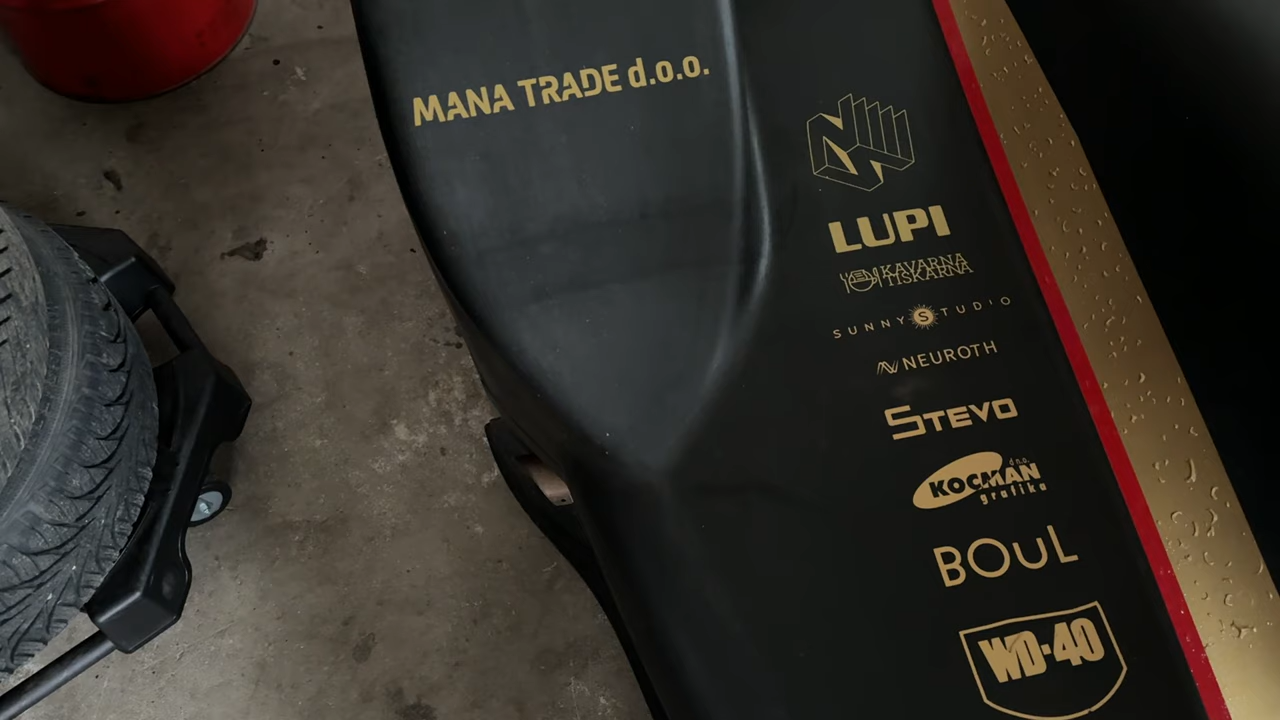 MANA TRADE d.o.o.
LUPI
KAVARNA
TISKARNA
SUNNY STUDIO
NEUROTH
STEVO
KOCMAN d.n.o.
grafika
BOUL
WD-40